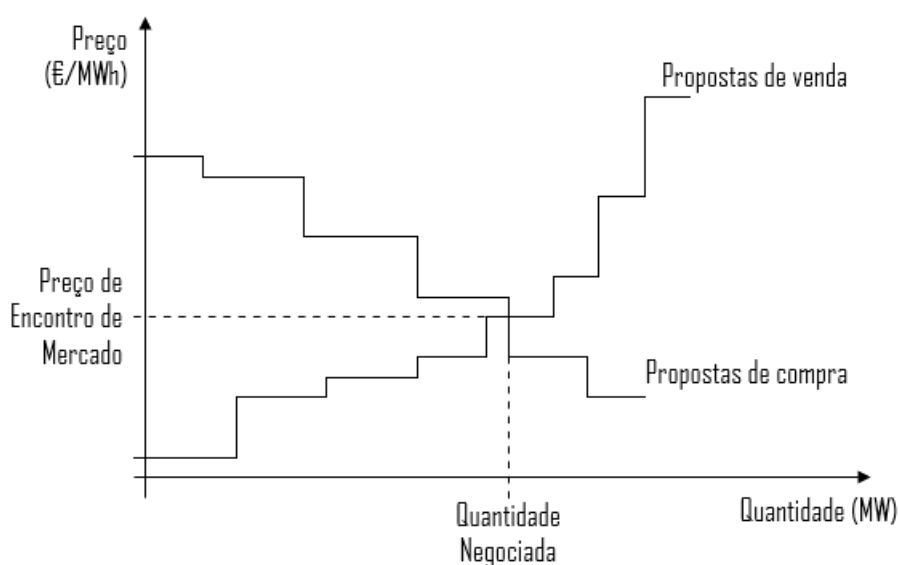 Preço
(€/MWh)
Propostas de venda
Preço de
Encontro de
Mercado
Propostas de compra
Quantidade
Negociada
Quantidade (MW)